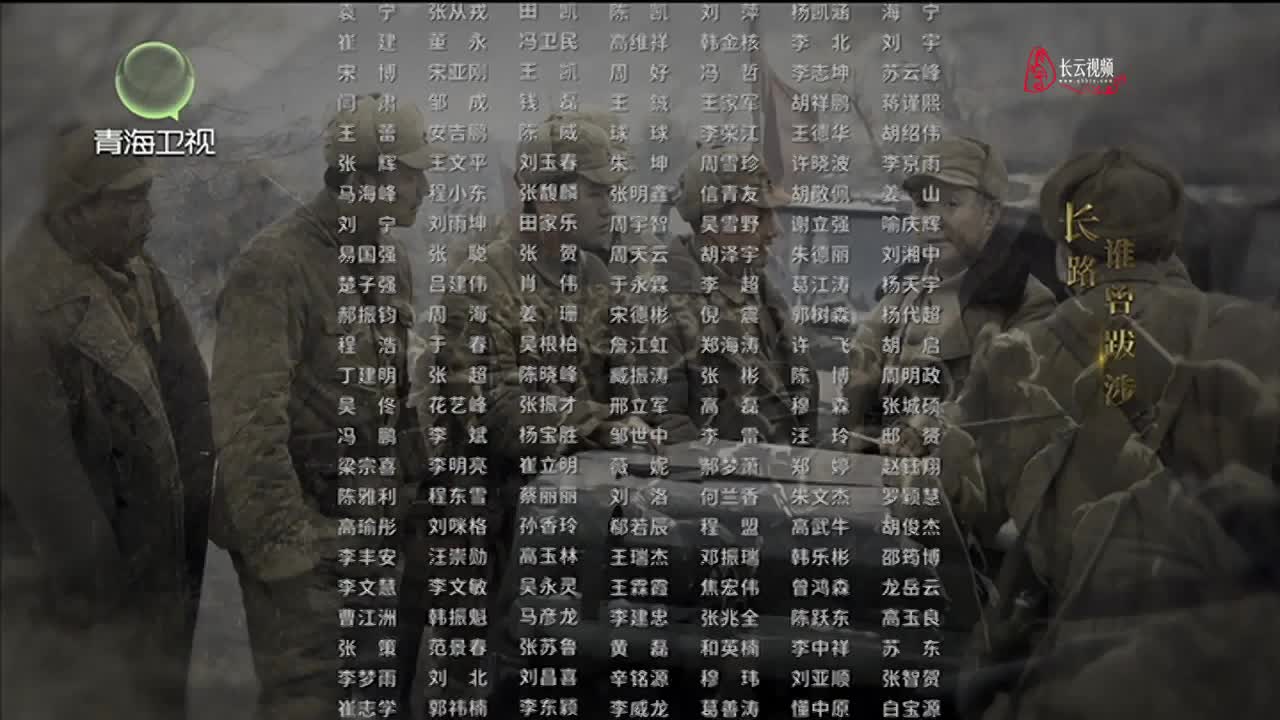 袁宁 张从戎 田凯 陈凯 刘萍 杨凯涵 海宁
崔建 董永 冯卫民 高维祥 韩金核 李北 刘宇
宋博 宋亚刚 王凯 周好 冯哲 李志坤 苏云峰
闫肃 邹成 钱磊 王筑 王家军 胡祥鹏 蒋谨熙
王蕾 安吉鹏 陈威 球球 李荣江 王德华 胡绍伟
张辉 王文平 刘玉春 朱坤 周雪珍 许晓波 李京雨
马海峰 程小东 张馥麟 张明鑫 信青友 胡敬佩 姜山
刘宁 刘雨坤 田家乐 周宇智 吴雪野 谢立强 喻庆辉
易国强 张聪 张贺 周天云 胡泽宇 朱德丽 刘湘中
楚子强 吕建伟 肖伟 于永霖 李超 葛江涛 杨天宇
郝振钧 周海 姜珊 宋德彬 倪震 郭树森 杨代超
程浩 于春 吴根柏 詹江虹 郑海涛 许飞 胡启
丁建明 张超 陈晓峰 臧振涛 张彬 陈博 周明政
吴佟 花艺峰 张振才 邢立军 高磊 穆森 张城硕
冯鹏 李斌 杨宝胜 邹世中 李雷 汪玲 邸赟
梁宗喜 李明亮 崔立明 薇妮 郝梦萧 郑婷 赵钰翔
陈雅利 程东雪 蔡丽丽 刘洛 何兰香 朱文杰 罗颖慧
高瑜彤 刘咪格 孙香玲 郗若辰 程盟 高武牛 胡俊杰
李丰安 汪崇勋 高玉林 王瑞杰 邓振瑞 韩乐彬 邵筠博
李文慧 李文敏 吴永灵 王霖霞 焦宏伟 曾鸿森 龙岳云
曹江洲 韩振魁 马彦龙 李建忠 张兆全 陈跃东 高玉良
张策 范景春 张苏鲁 黄磊 和英楠 李中祥 苏东
李梦雨 刘北 刘昌喜 辛铭源 穆玮 刘亚顺 张智贺
崔志学 郭祎楠 李东颖 李威龙 葛善涛 懂中原 白宝源
青海卫视
长云视频
长路
谁曾跋涉